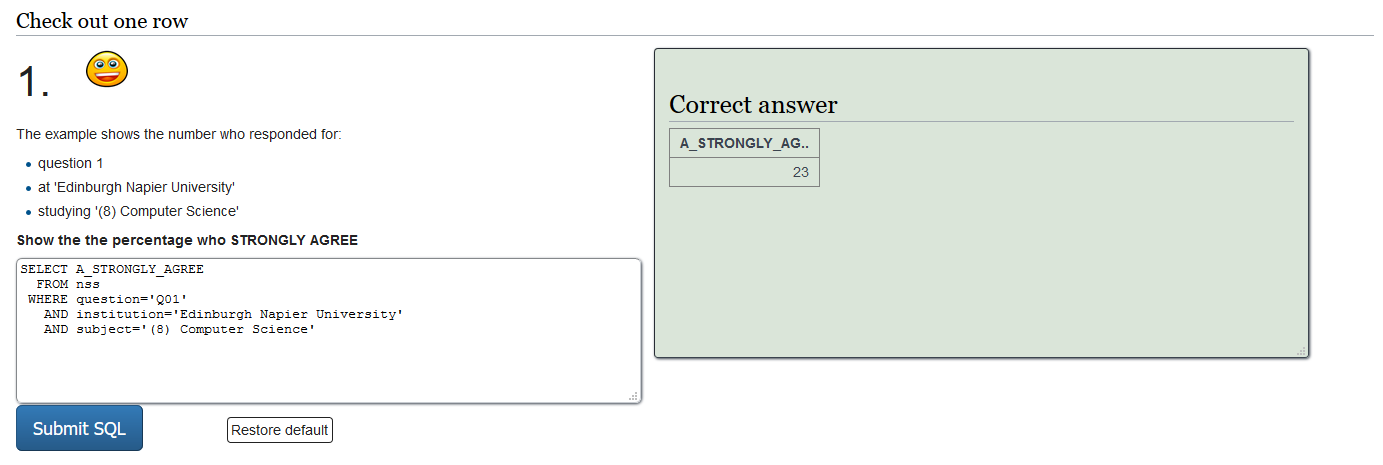 Check out one row
1.
The example shows the number who responded for:
question 1
at 'Edinburgh Napier University'
studying '(8) Computer Science'
Show the the percentage who STRONGLY AGREE
SELECT A_STRONGLY_AGREE
FROM nss
WHERE question='Q01'
AND institution='Edinburgh Napier University'
AND subject='(8) Computer Science'
Submit SQL
Restore default
Correct answer
A_STRONGLY_AG..
23